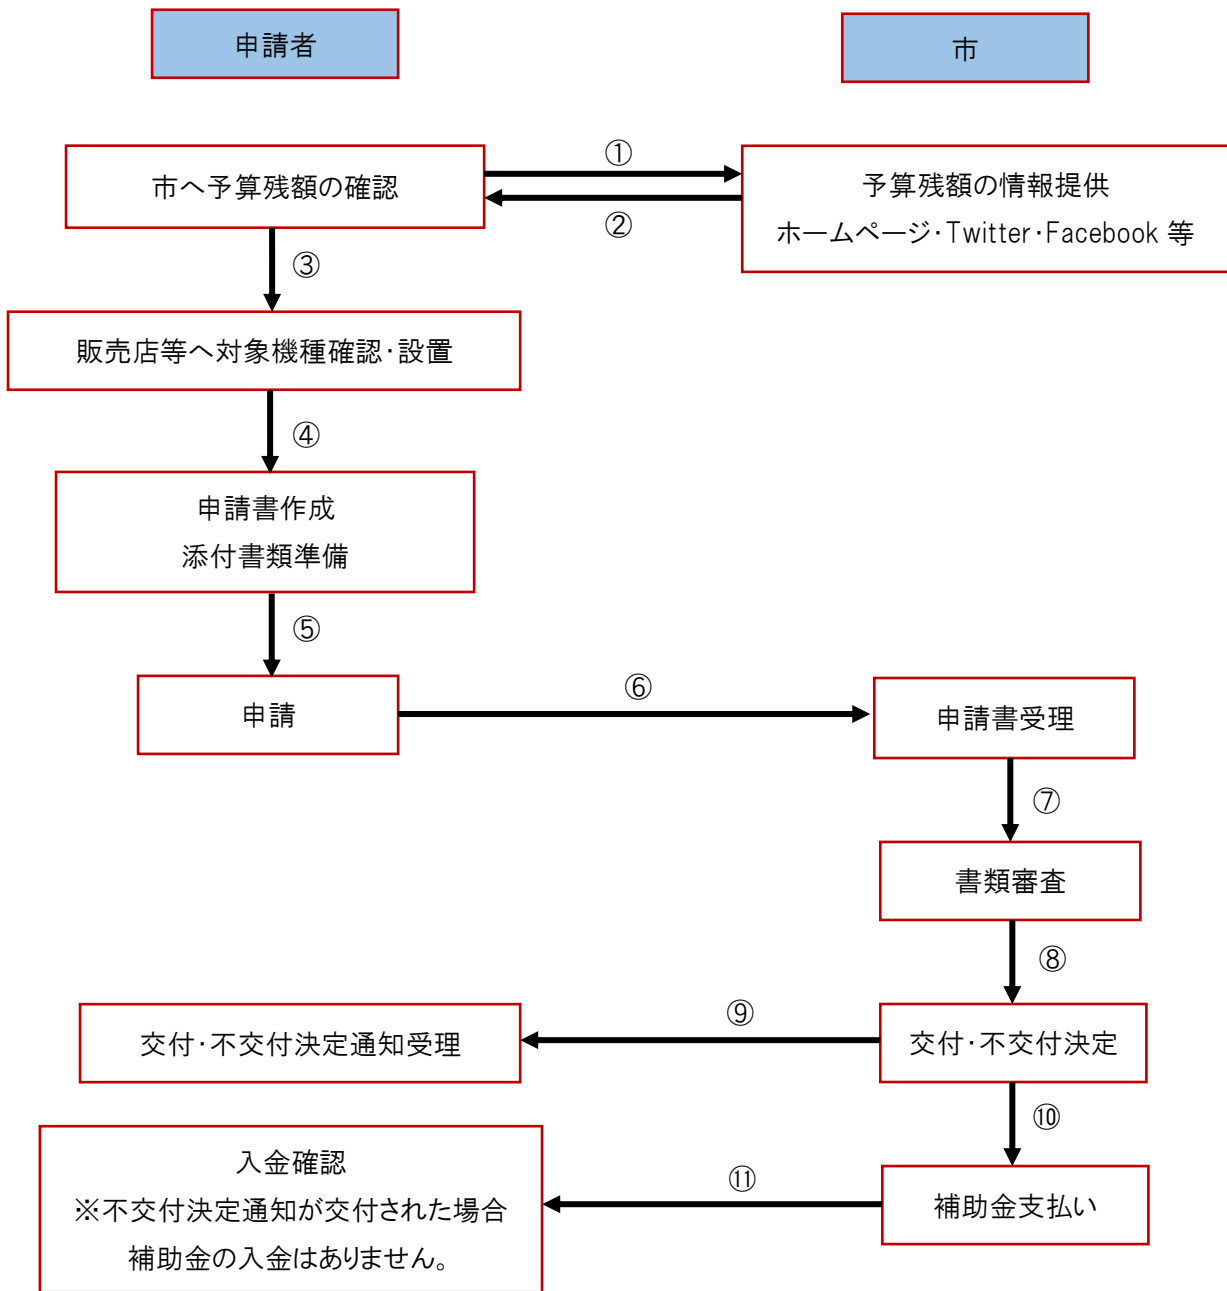 申請者
市
市へ予算残額の確認
①
②
予算残額の情報提供
ホームページ・Twitter・Facebook 等
③
販売店等へ対象機種確認・設置
④
申請書作成
添付書類準備
⑤
申請
⑥
申請書受理
⑦
書類審査
⑧
交付・不交付決定通知受理
⑨
交付・不交付決定
⑩
入金確認
※不交付決定通知が交付された場合
補助金の入金はありません。
⑪
補助金支払い